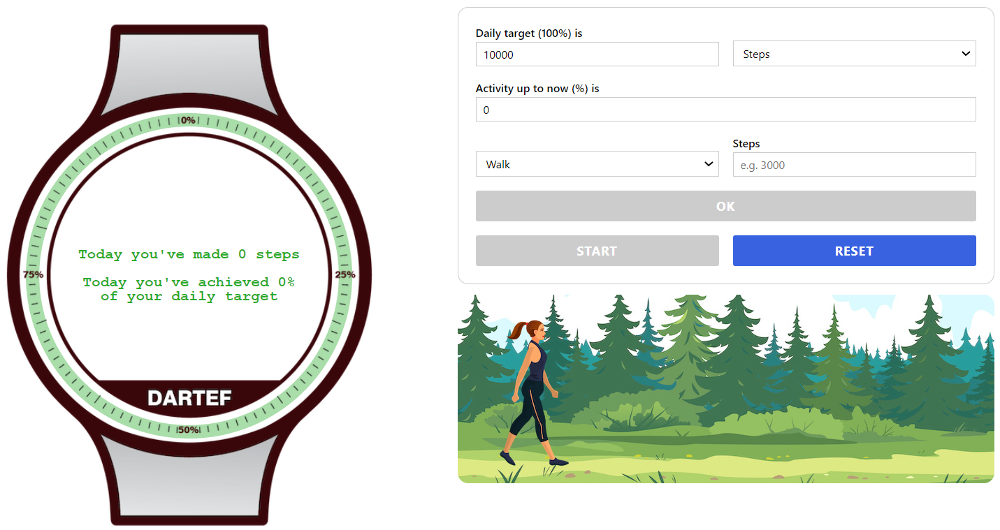 0%
75%
25%
Today you've made 0 steps
Today you've achieved 0%
of your daily target
DARTEF
50%
Daily target (100%) is
10000
Steps
Activity up to now (%) is
0
Steps
Walk
e.g. 3000
OK
START
RESET